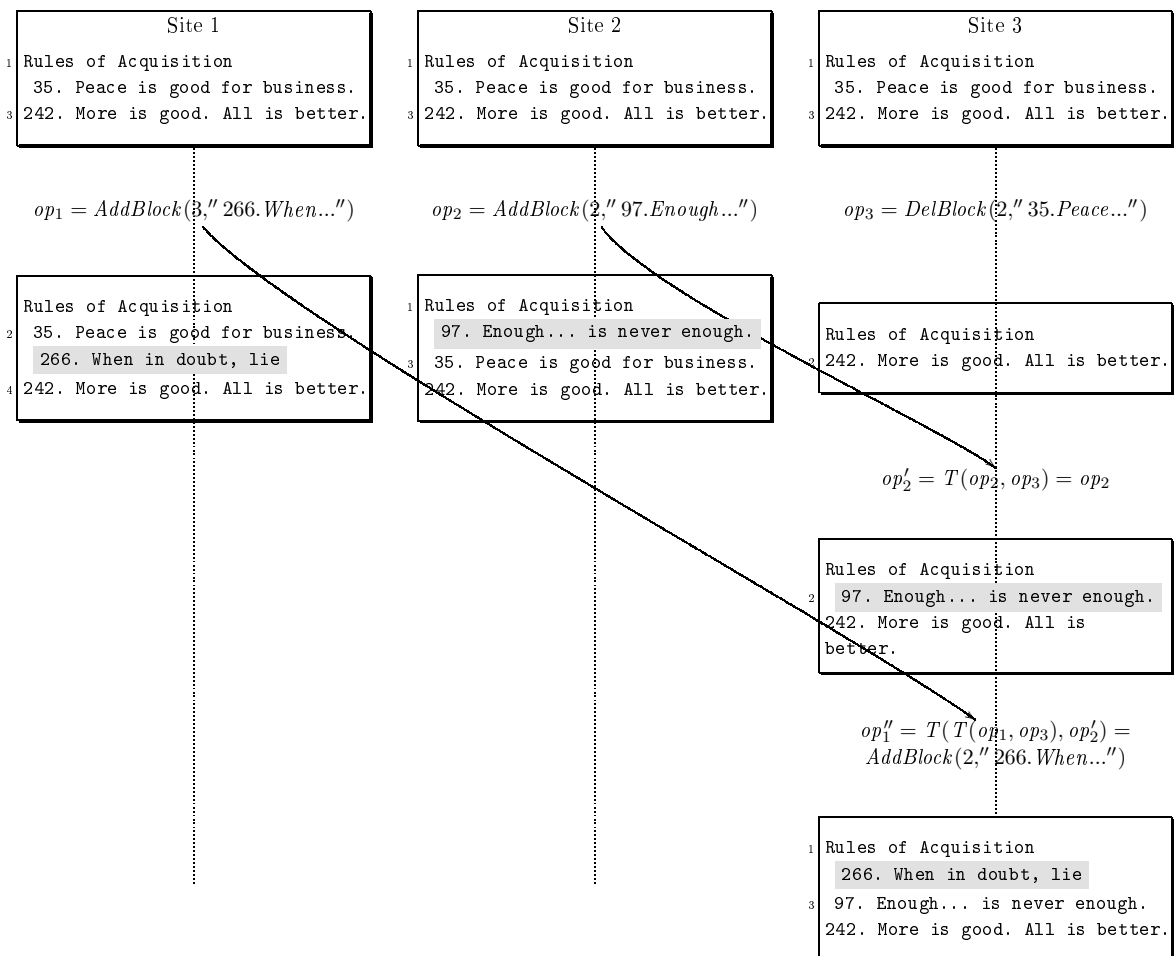 Site 1
1 Rules of Acquisition
35. Peace is good for business.
3 242. More is good. All is better.
Site 2
1 Rules of Acquisition
35. Peace is good for business.
3 242. More is good. All is better.
Site 3
1 Rules of Acquisition
35. Peace is good for business.
3 242. More is good. All is better.
op₁ = AddBlock(3,″ 266.When...″)
op₂ = AddBlock(2,″ 97.Enough...″)
op₃ = DelBlock(2,″ 35.Peace...″)
Rules of Acquisition
2 35. Peace is good for business.
266. When in doubt, lie
4 242. More is good. All is better.
1 Rules of Acquisition
97. Enough... is never enough.
3 35. Peace is good for business.
242. More is good. All is better.
Rules of Acquisition
2 242. More is good. All is better.
op′₂ = T(op₂, op₃) = op₂
Rules of Acquisition
2 97. Enough... is never enough.
242. More is good. All is
better.
op″₁ = T(T(op₁, op₃), op′₂) =
AddBlock(2,″ 266.When...″)
1 Rules of Acquisition
266. When in doubt, lie
3 97. Enough... is never enough.
242. More is good. All is better.